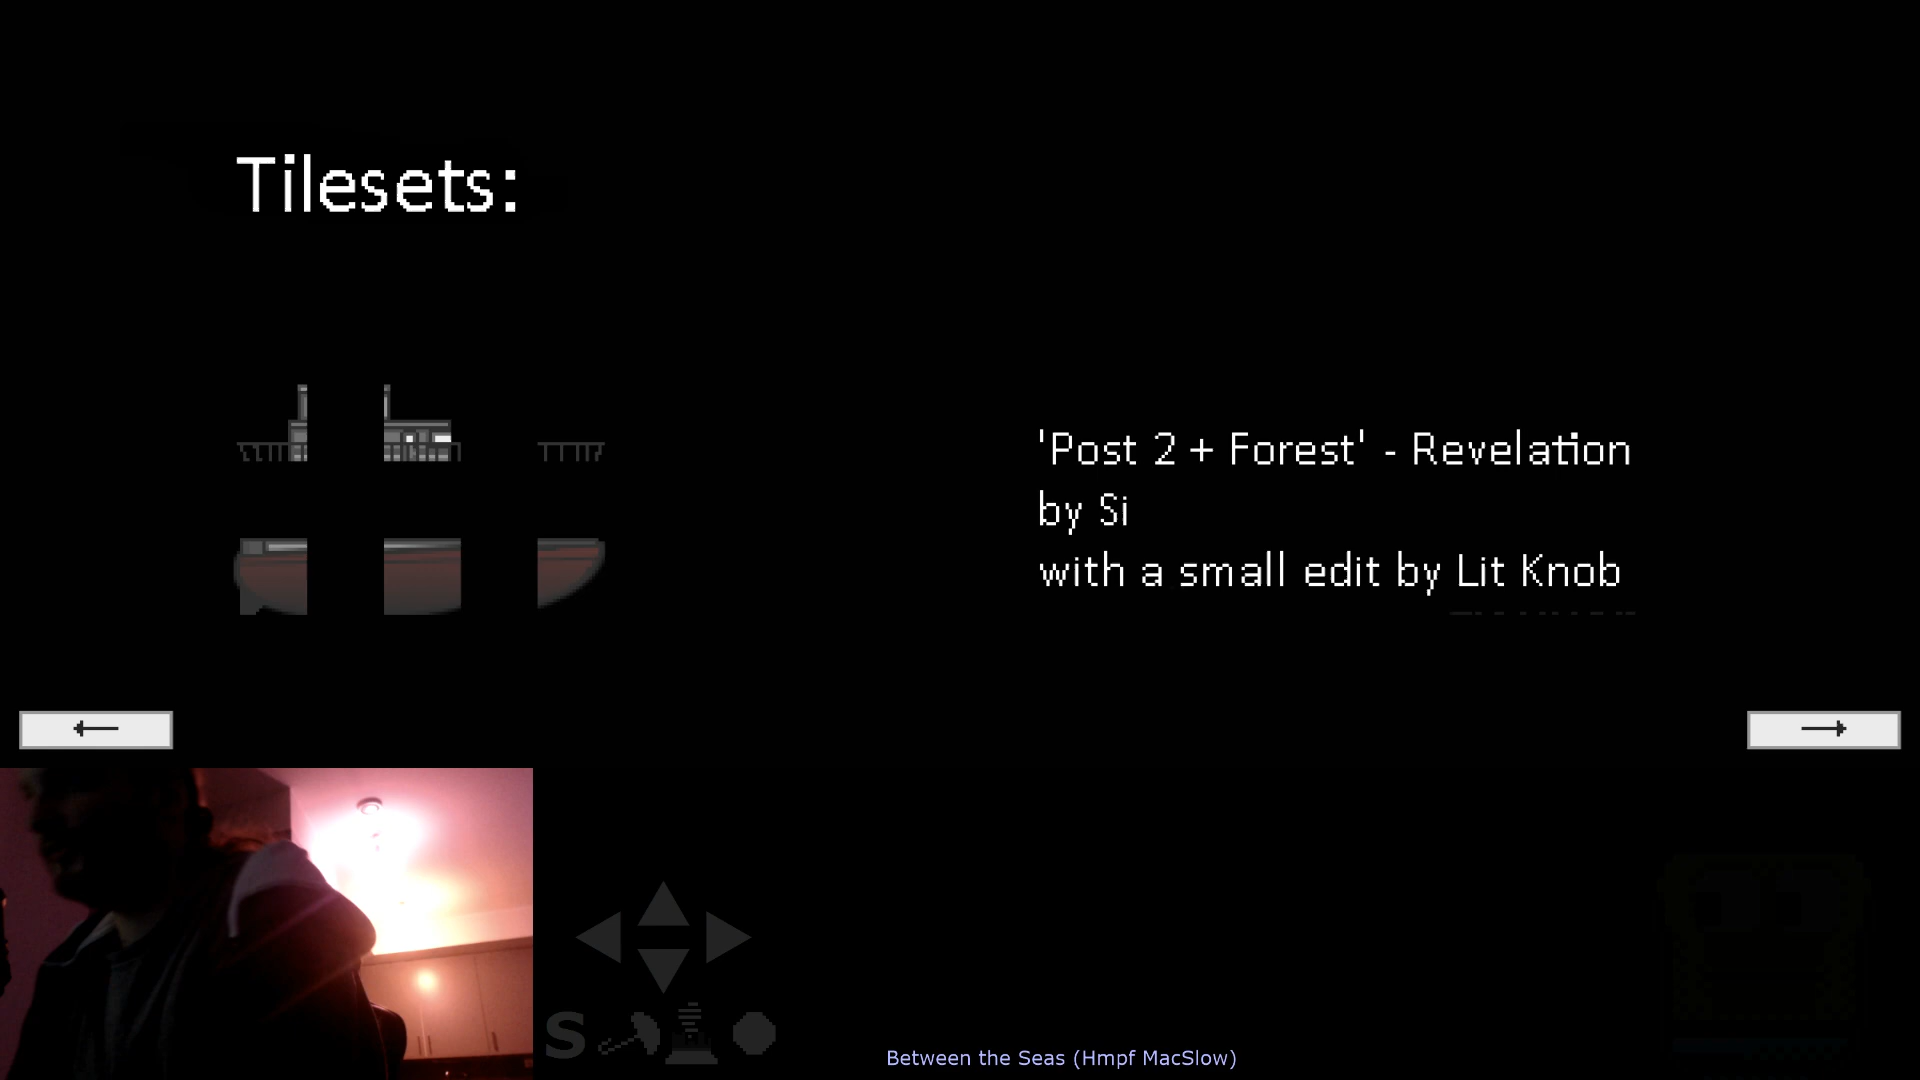 Tilesets:
'Post 2 + Forest' - Revelation
by Si
with a small edit by Lit Knob
S
Between the Seas (Hmpf MacSlow)